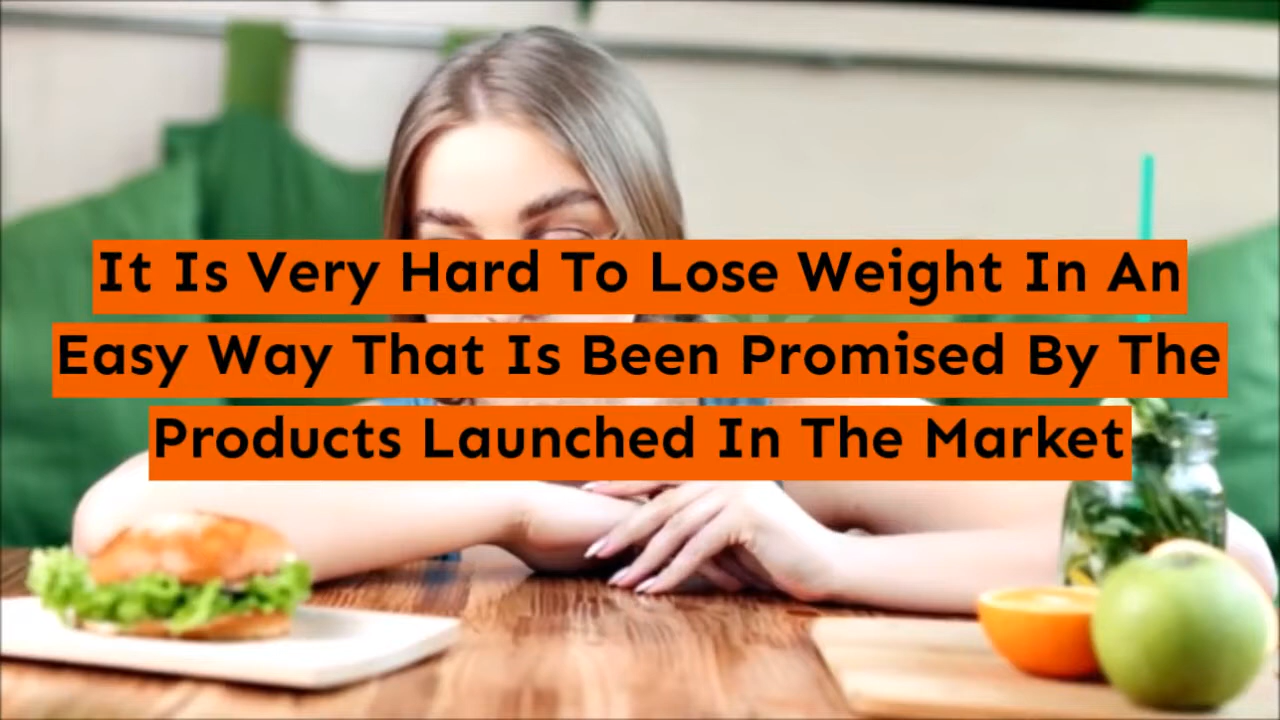 It Is Very Hard To Lose Weight In An
Easy Way That Is Been Promised By The
Products Launched In The Market